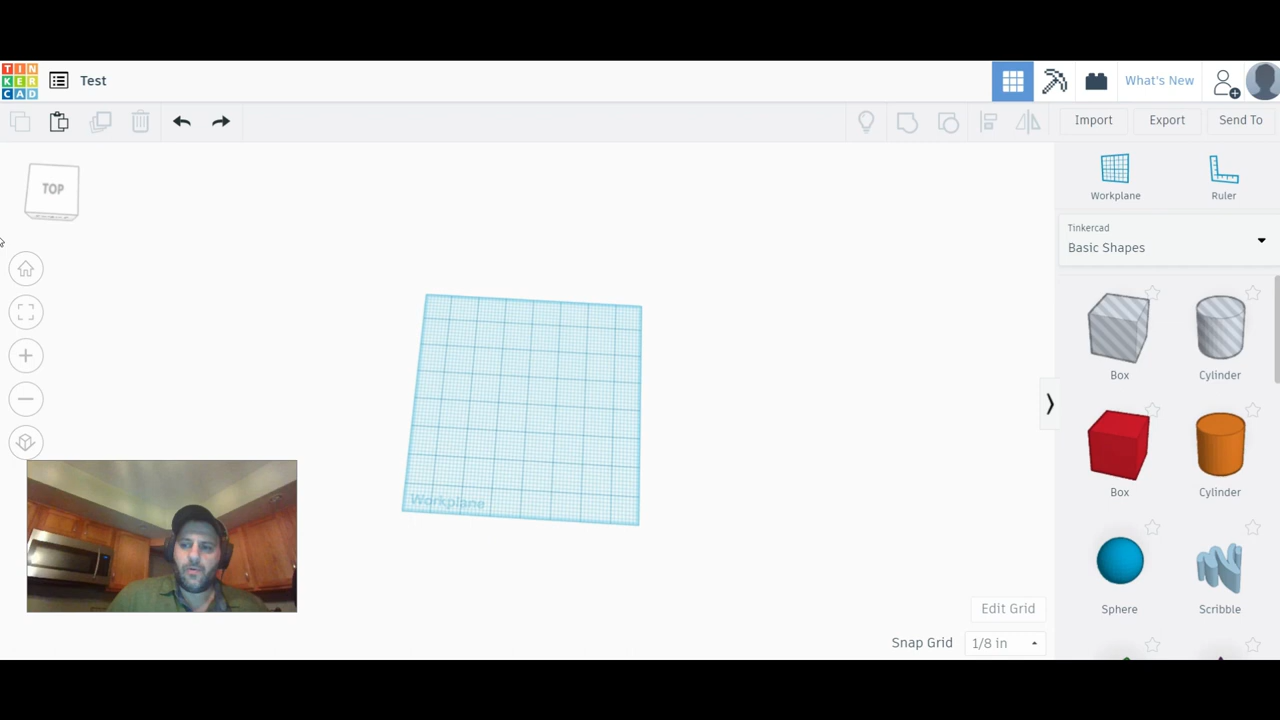 TIN
KER
CAD
Test
What's New
Import
Export
Send To
TOP
Workplane
Ruler
Tinkercad
Basic Shapes
Box
Cylinder
Box
Cylinder
Workplane
Sphere
Scribble
Edit Grid
Snap Grid
1/8 in